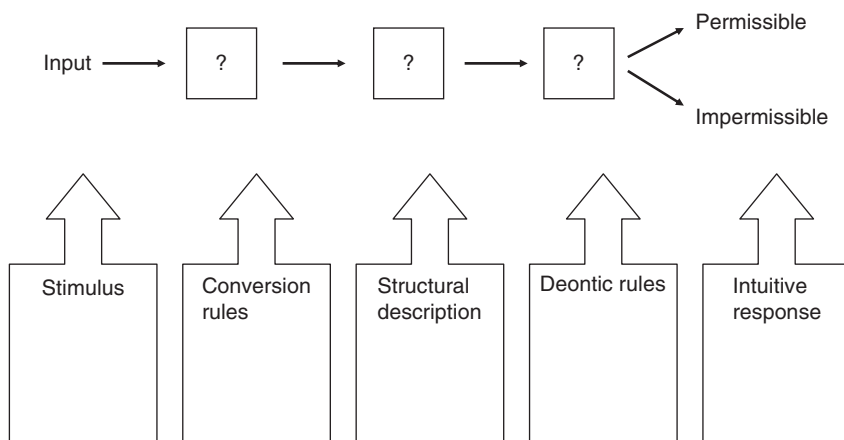 Permissible
Input
?
?
?
Impermissible
Stimulus
Conversion
rules
Structural
description
Deontic rules
Intuitive
response